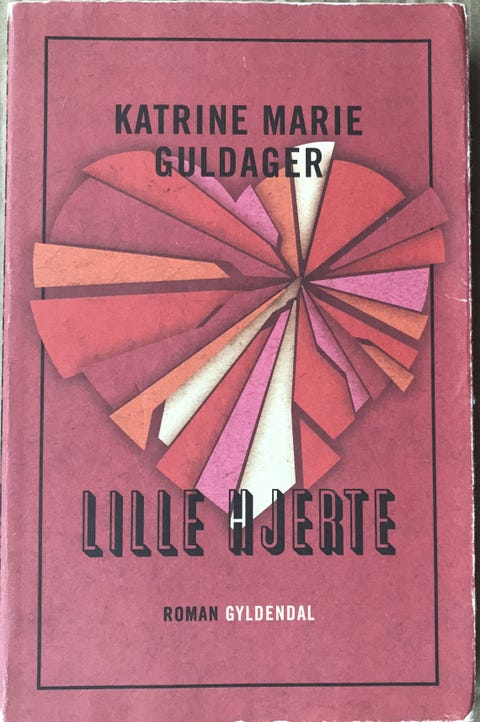 KATRINE MARIE
GULDAGER
LILLE HJERTE
ROMAN GYLDENDAL